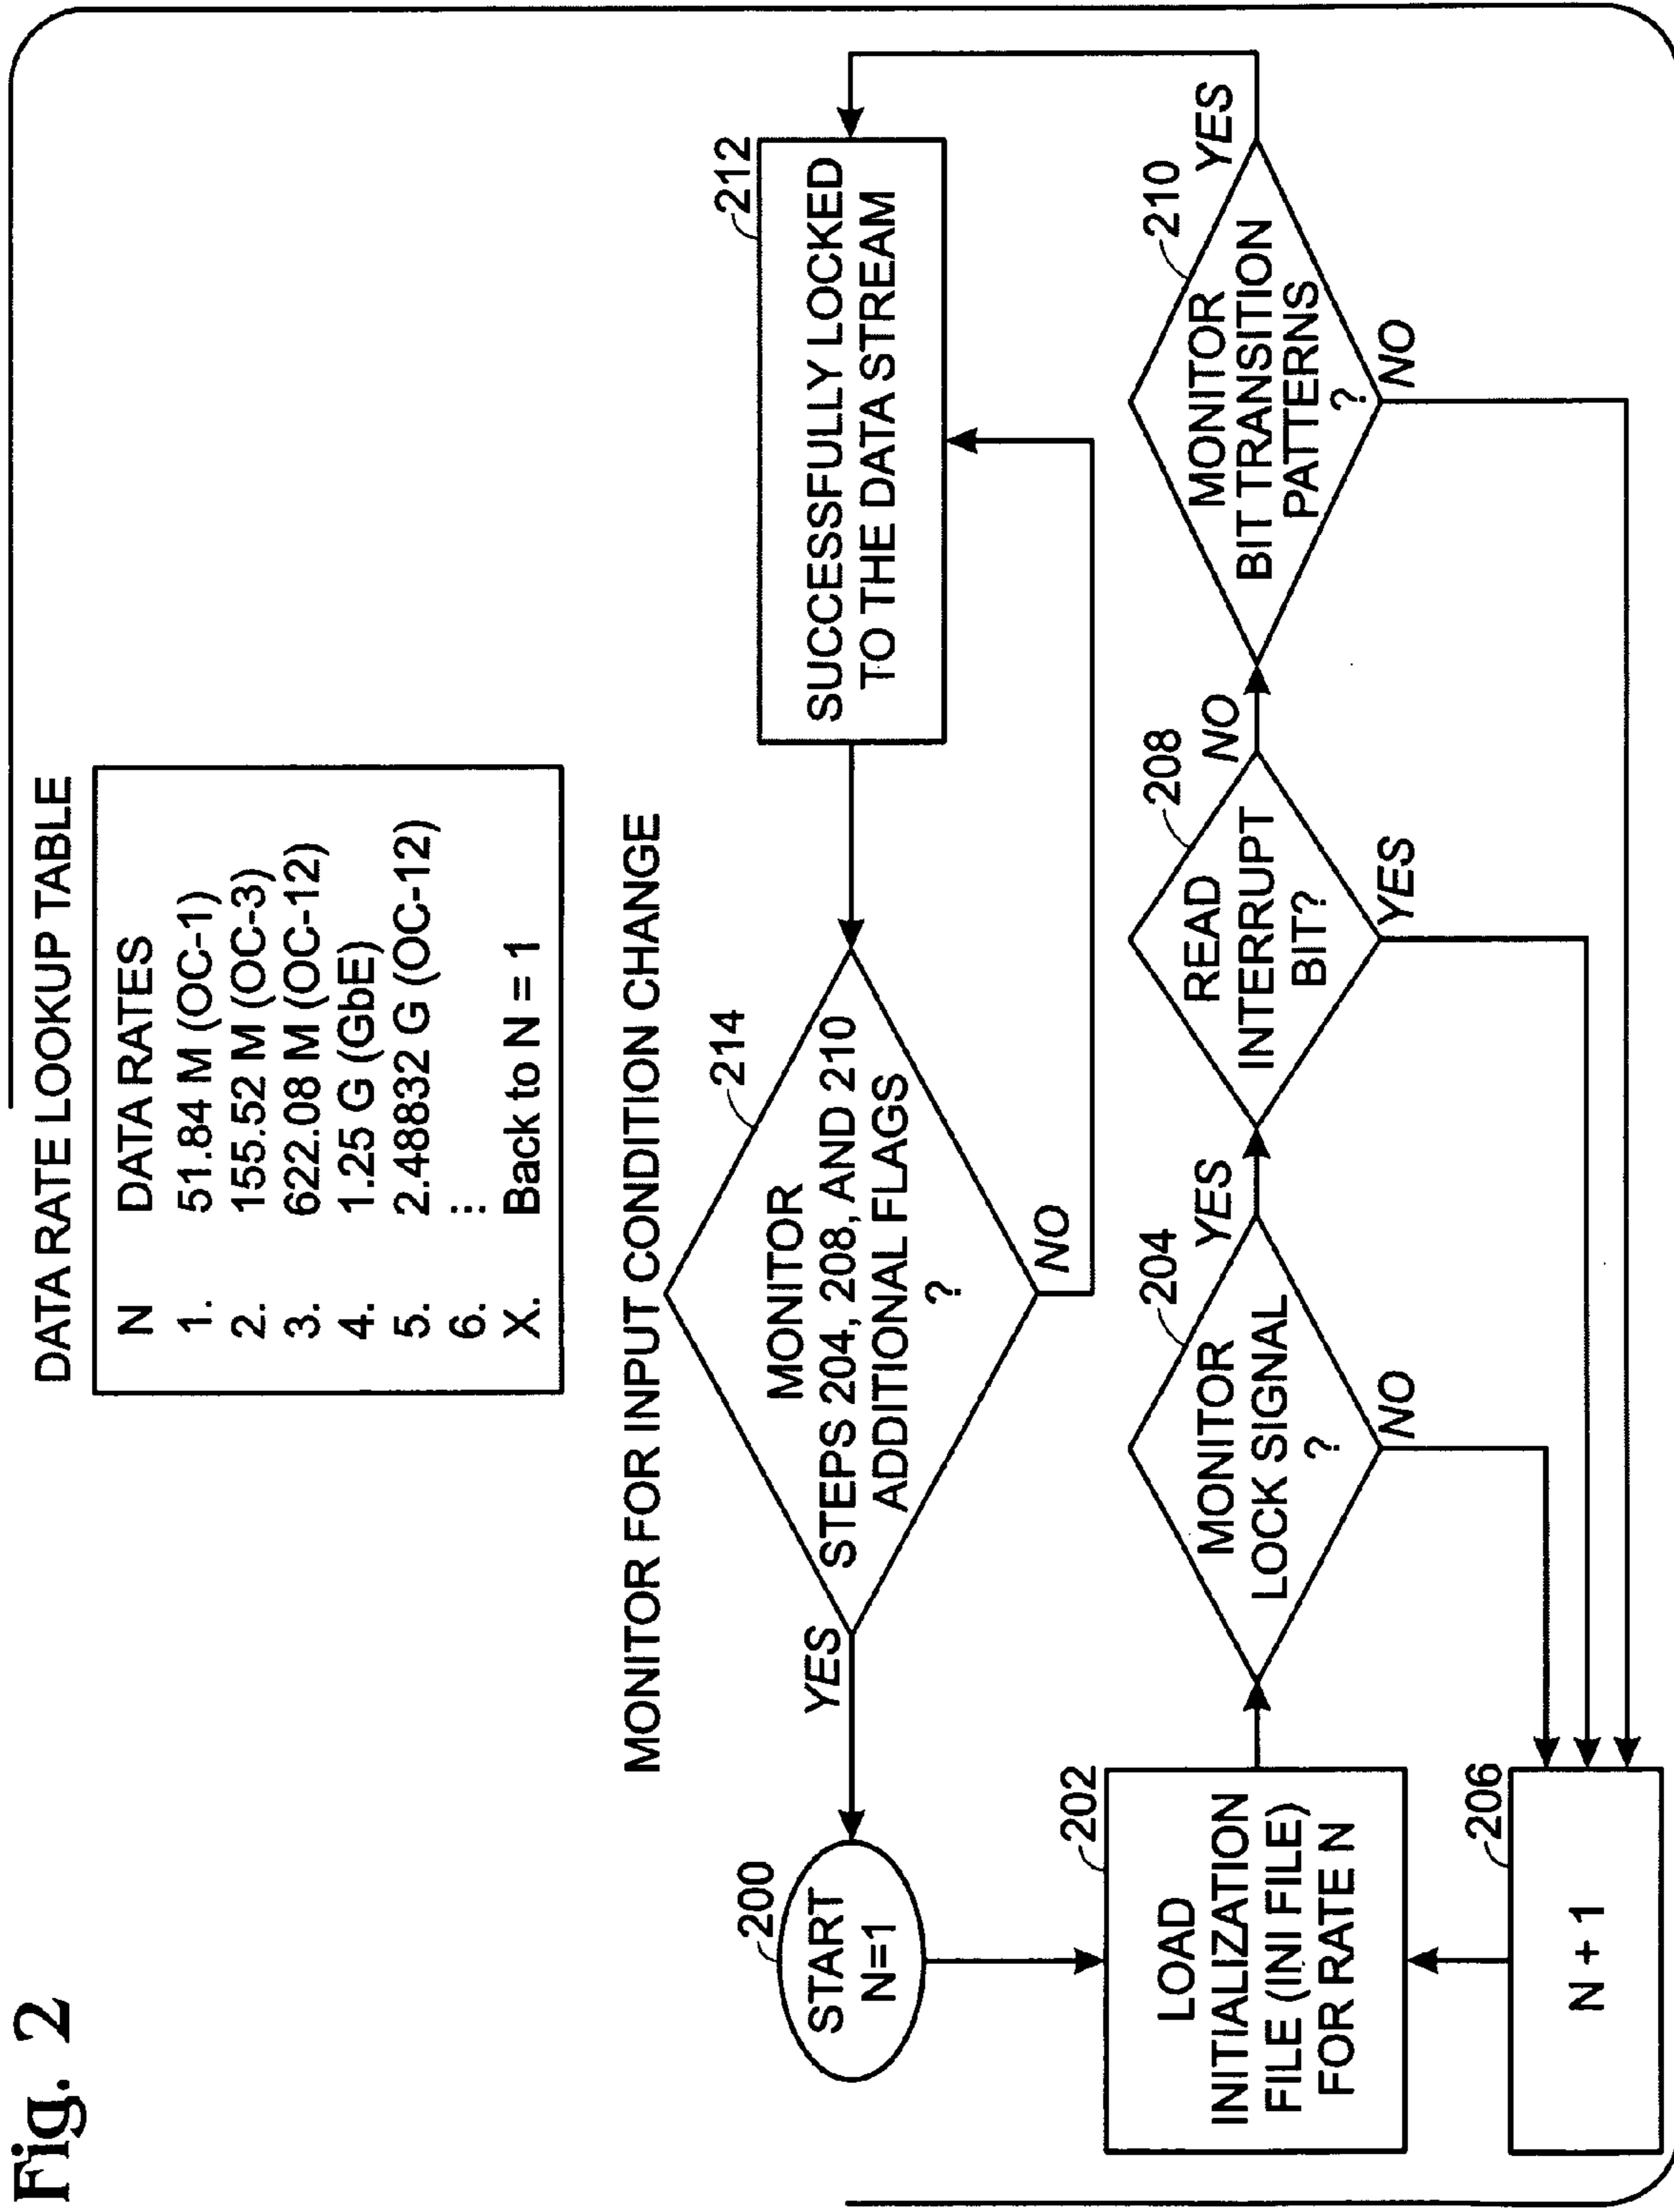 Fig. 2
DATA RATE LOOKUP TABLE
N DATA RATES
1. 51.84 M (OC-1)
2. 155.52 M (OC-3)
3. 622.08 M (OC-12)
4. 1.25 G (GbE)
5. 2.48832 G (OC-12)
6. ⋮
X. Back to N = 1
MONITOR FOR INPUT CONDITION CHANGE
200
START
N=1
YES
214
MONITOR
STEPS 204, 208, AND 210
ADDITIONAL FLAGS
?
NO
212
SUCCESSFULLY LOCKED
TO THE DATA STREAM
202
LOAD
INITIALIZATION
FILE (INI FILE)
FOR RATE N
204
MONITOR
LOCK SIGNAL
?
YES
NO
208
READ
INTERRUPT
BIT?
NO
YES
210
MONITOR
BIT TRANSITION
PATTERNS
?
YES
NO
206
N + 1